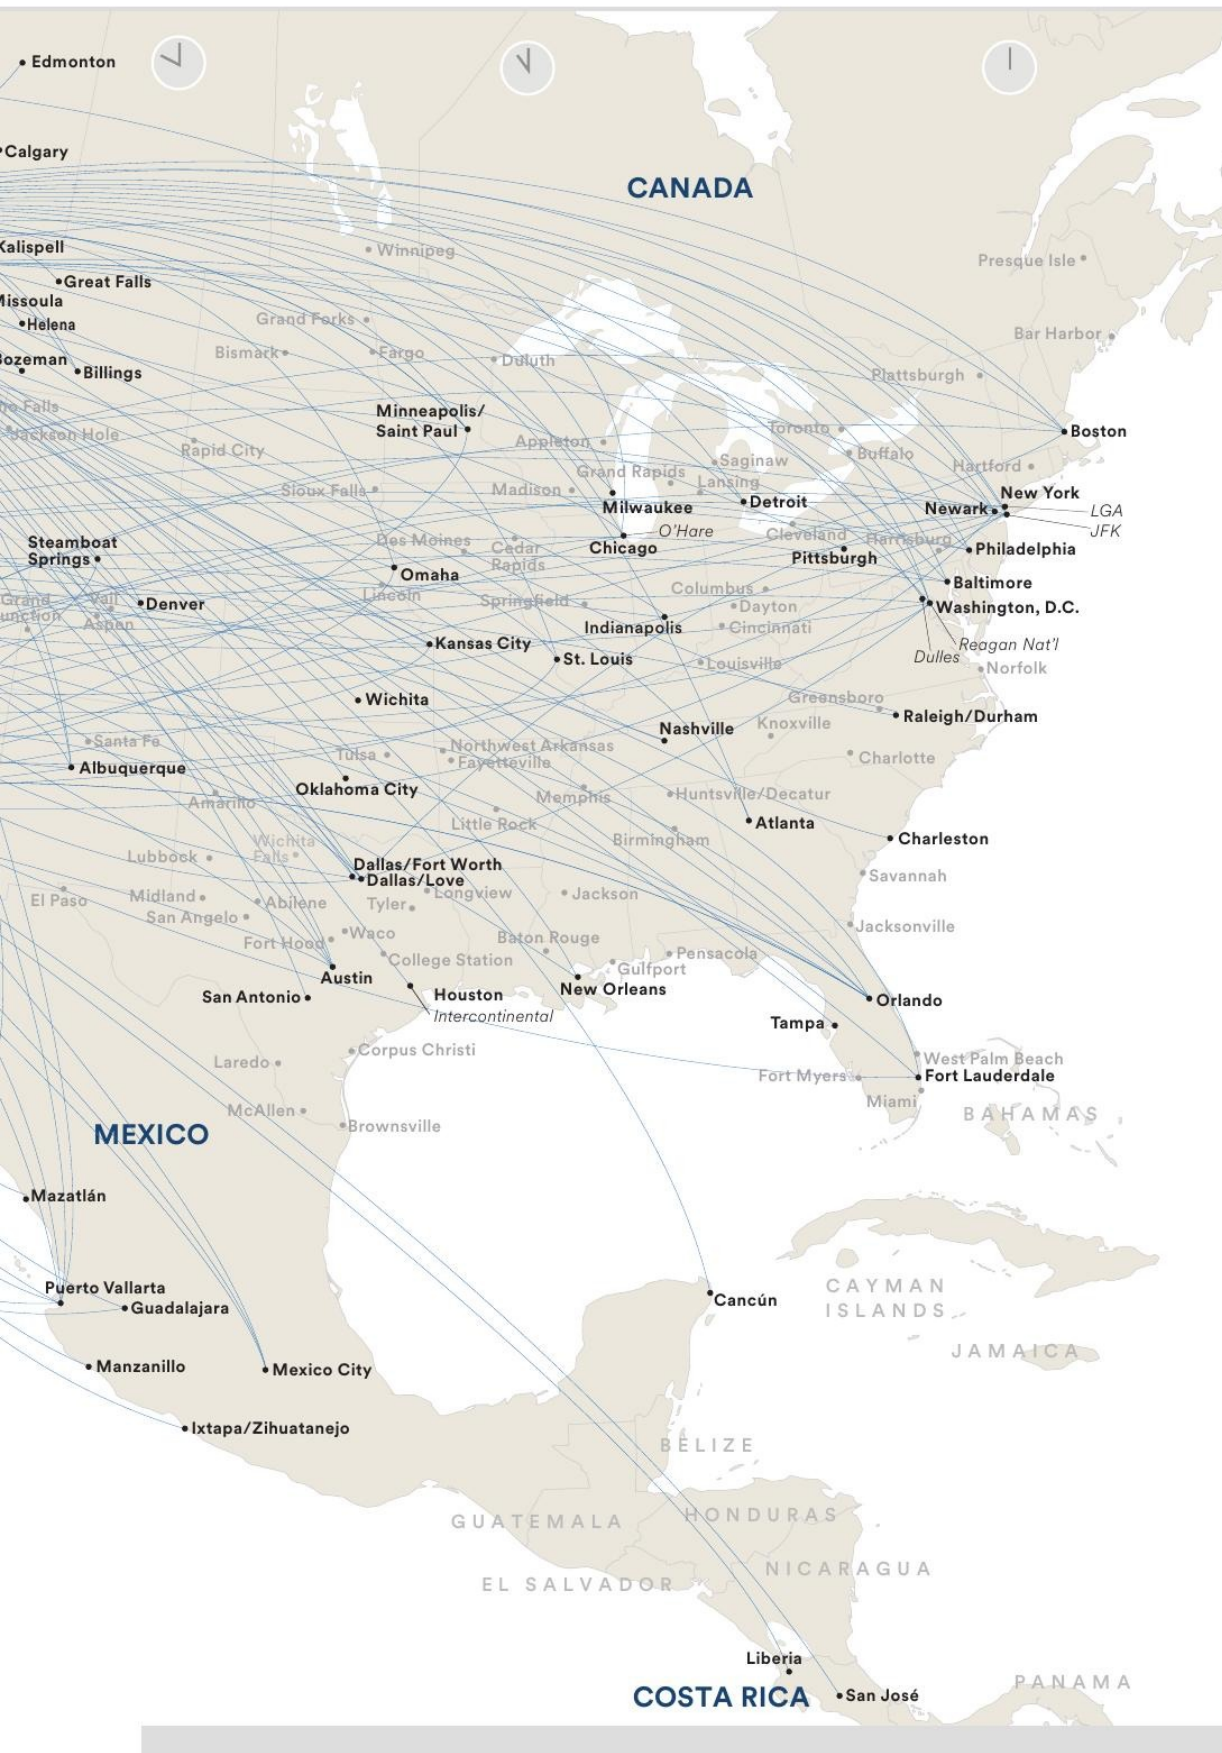 Edmonton
Calgary
CANADA
Kalispell
Winnipeg
Presque Isle
Great Falls
Missoula
Helena
Grand Forks
Bar Harbor
Bismarck
Fargo
Duluth
Bozeman
Billings
Plattsburgh
Minneapolis/
Saint Paul
Jackson Hole
Rapid City
Appleton
Toronto
Boston
Buffalo
Saginaw
Hartford
Grand Rapids
Lansing
Sioux Falls
Madison
Milwaukee
Detroit
New York
Newark
LGA
JFK
O'Hare
Chicago
Cleveland
Harrisburg
Pittsburgh
Philadelphia
Steamboat
Springs
Des Moines
Cedar
Rapids
Omaha
Lincoln
Columbus
Baltimore
Grand
Vail
Denver
Aspen
Springfield
Dayton
Washington, D.C.
Indianapolis
Cincinnati
Kansas City
St. Louis
Louisville
Reagan Nat'l
Dulles
Norfolk
Wichita
Greensboro
Raleigh/Durham
Nashville
Knoxville
Santa Fe
Tulsa
Northwest Arkansas
Fayetteville
Charlotte
Albuquerque
Oklahoma City
Amarillo
Memphis
Huntsville/Decatur
Little Rock
Atlanta
Birmingham
Charleston
Wichita
Falls
Lubbock
Dallas/Fort Worth
Dallas/Love
Savannah
El Paso
Midland
Abilene
Tyler
Longview
Jackson
San Angelo
Waco
Jacksonville
Fort Hood
Baton Rouge
College Station
Pensacola
Gulfport
Austin
New Orleans
San Antonio
Houston
Intercontinental
Orlando
Tampa
Corpus Christi
Laredo
West Palm Beach
Fort Myers
Fort Lauderdale
Miami
McAllen
Brownsville
BAHAMAS
MEXICO
Mazatlán
Puerto Vallarta
Guadalajara
Cancún
CAYMAN
ISLANDS
JAMAICA
Manzanillo
Mexico City
Ixtapa/Zihuatanejo
BELIZE
GUATEMALA
HONDURAS
NICARAGUA
EL SALVADOR
Liberia
COSTA RICA
San José
PANAMA